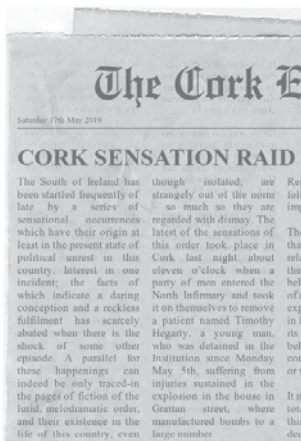 The Cork E
Saturday 17th May 2019
CORK SENSATION RAID
The South of Ireland has
been startled frequently of
late by a series of
sensational occurrences
which have their origin at
least in the present state of
political unrest in this
country. Interest in one
incident; the facts of
which indicate a daring
conception and a reckless
fulfilment has scarcely
abated when there is the
shock of some other
episode. A parallel for
these happenings can
indeed be only traced-in
the pages of fiction of the
lurid, melodramatic order,
and their existence in the
life of this country, even
though isolated, are
strangely out of the norm
– so much so they are
regarded with dismay. The
latest of the sensations of
this order took place in
Cork last night about
eleven o'clock when a
party of men entered the
North Infirmary and took
it on themselves to remove
a patient named Timothy
Hegarty, a young man,
who was detained in the
Institution since Monday
May 5th, suffering from
injuries sustained in the
explosion in the house in
Grattan street, where
manufactured bombs to a
large number